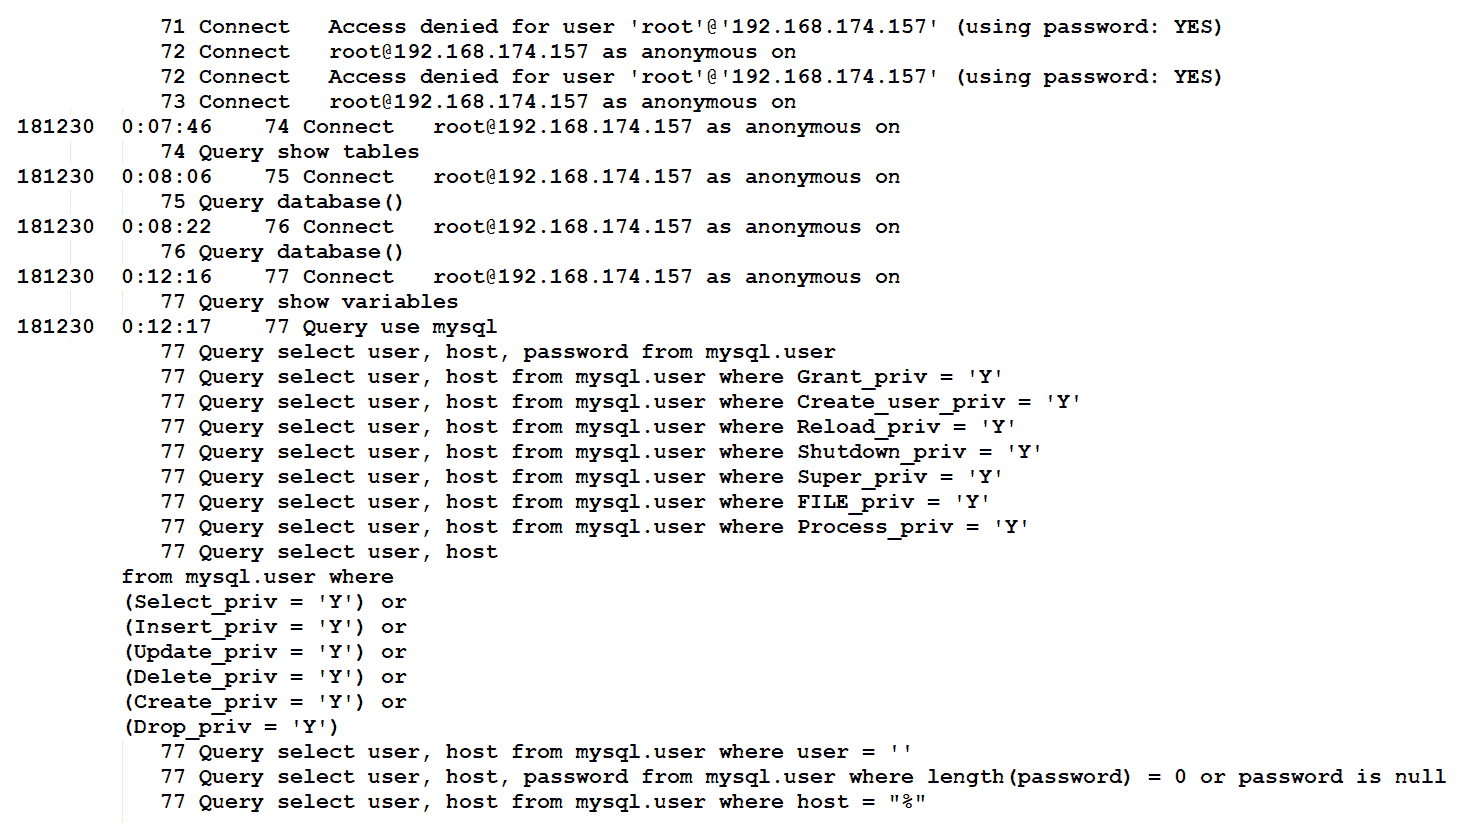 71 Connect   Access denied for user 'root'@'192.168.174.157' (using password: YES)
72 Connect   root@192.168.174.157 as anonymous on
72 Connect   Access denied for user 'root'@'192.168.174.157' (using password: YES)
73 Connect   root@192.168.174.157 as anonymous on
181230  0:07:46    74 Connect   root@192.168.174.157 as anonymous on
74 Query show tables
181230  0:08:06    75 Connect   root@192.168.174.157 as anonymous on
75 Query database()
181230  0:08:22    76 Connect   root@192.168.174.157 as anonymous on
76 Query database()
181230  0:12:16    77 Connect   root@192.168.174.157 as anonymous on
77 Query show variables
181230  0:12:17    77 Query use mysql
77 Query select user, host, password from mysql.user
77 Query select user, host from mysql.user where Grant_priv = 'Y'
77 Query select user, host from mysql.user where Create_user_priv = 'Y'
77 Query select user, host from mysql.user where Reload_priv = 'Y'
77 Query select user, host from mysql.user where Shutdown_priv = 'Y'
77 Query select user, host from mysql.user where Super_priv = 'Y'
77 Query select user, host from mysql.user where FILE_priv = 'Y'
77 Query select user, host from mysql.user where Process_priv = 'Y'
77 Query select user, host
from mysql.user where
(Select_priv = 'Y') or
(Insert_priv = 'Y') or
(Update_priv = 'Y') or
(Delete_priv = 'Y') or
(Create_priv = 'Y') or
(Drop_priv = 'Y')
77 Query select user, host from mysql.user where user = ''
77 Query select user, host, password from mysql.user where length(password) = 0 or password is null
77 Query select user, host from mysql.user where host = "%"